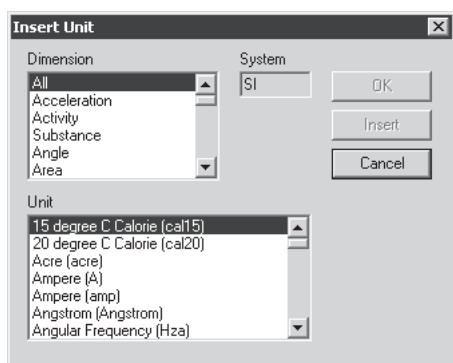 Insert Unit
Dimension
System
All
SI
OK
Acceleration
Activity
Substance
Insert
Angle
Area
Cancel
Unit
15 degree C Calorie (cal15)
20 degree C Calorie (cal20)
Acre (acre)
Ampere (A)
Ampere (amp)
Angstrom (Angstrom)
Angular Frequency (Hza)